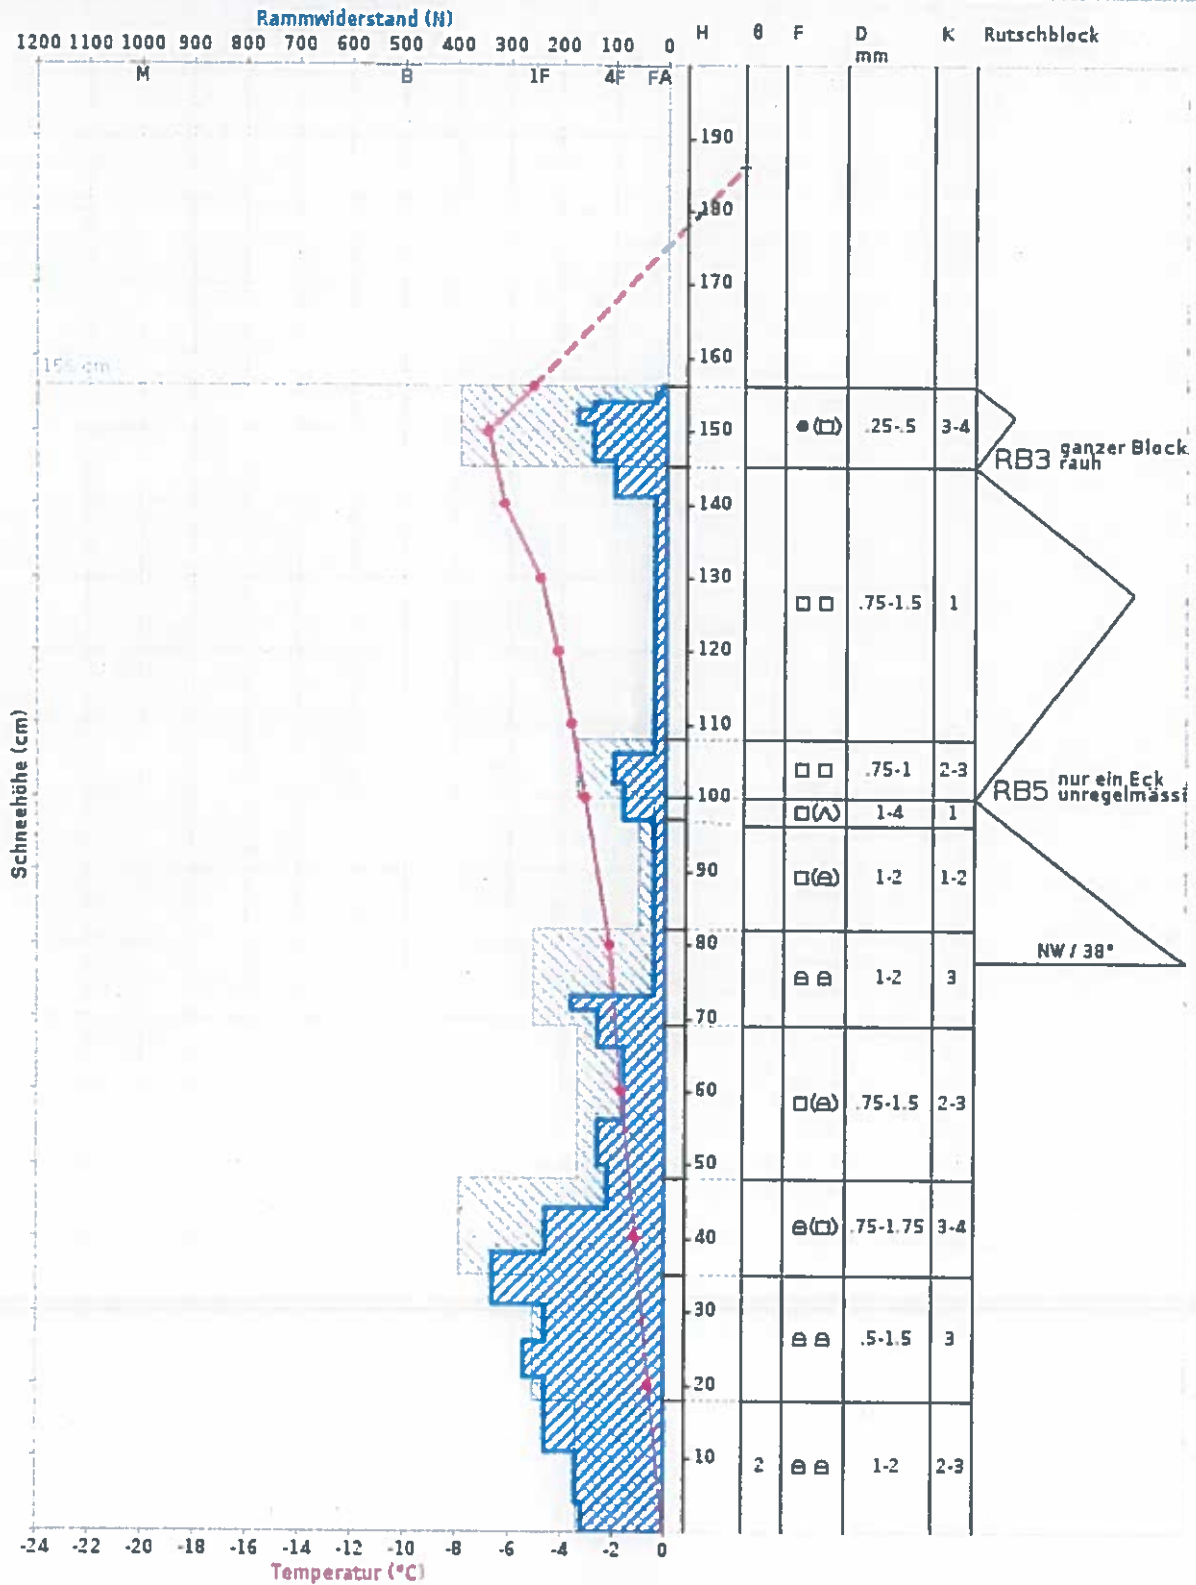 Rammwiderstand (N)
1200 1100 1000 900 800 700 600 500 400 300 200 100 0 H θ F D K Rutschblock
mm
M B 1F 4F FA
190
180
170
160
156 cm
150 ●(□) .25-.5 3-4
RB3 ganzer Block
rauh
140
130
□ □ .75-1.5 1
120
110
□ □ .75-1 2-3
100 RB5 nur ein Eck
unregelmässi
□(∧) 1-4 1
90
□(⌓) 1-2 1-2
80
NW / 38°
⌓ ⌓ 1-2 3
70
60
□(⌓) .75-1.5 2-3
50
40 ⌓(□) .75-1.75 3-4
30
⌓ ⌓ .5-1.5 3
20
10 2 ⌓ ⌓ 1-2 2-3
Schneehöhe (cm)
-24 -22 -20 -18 -16 -14 -12 -10 -8 -6 -4 -2 0
Temperatur (°C)